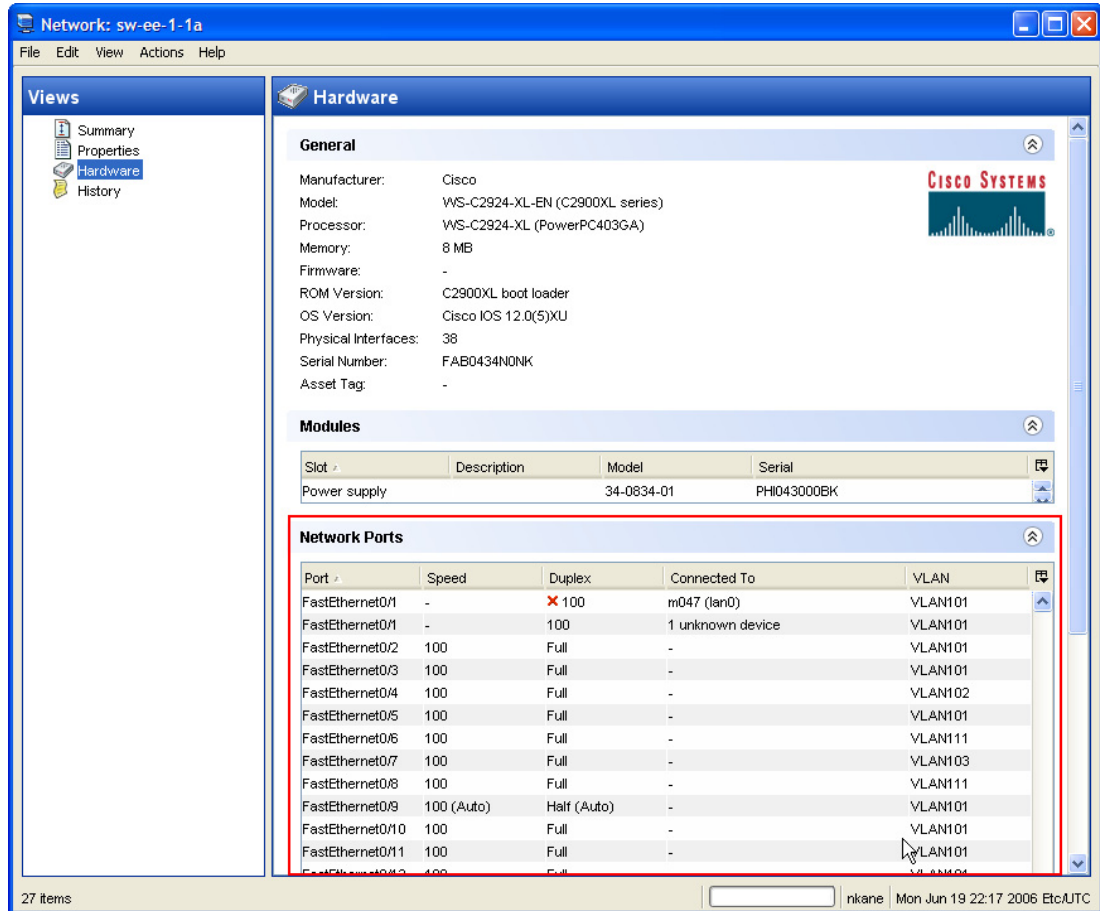 Network: sw-ee-1-1a
File Edit View Actions Help
Views
Summary
Properties
Hardware
History
Hardware
General
Manufacturer: Cisco
Model: WS-C2924-XL-EN (C2900XL series)
Processor: WS-C2924-XL (PowerPC403GA)
Memory: 8 MB
Firmware: -
ROM Version: C2900XL boot loader
OS Version: Cisco IOS 12.0(5)XU
Physical Interfaces: 38
Serial Number: FAB0434N0NK
Asset Tag: -
CISCO SYSTEMS
Modules
Slot Description Model Serial
Power supply 34-0834-01 PHI043000BK
Network Ports
Port Speed Duplex Connected To VLAN
FastEthernet0/1 - 100 m047 (lan0) VLAN101
FastEthernet0/1 - 100 1 unknown device VLAN101
FastEthernet0/2 100 Full - VLAN101
FastEthernet0/3 100 Full - VLAN101
FastEthernet0/4 100 Full - VLAN102
FastEthernet0/5 100 Full - VLAN101
FastEthernet0/6 100 Full - VLAN111
FastEthernet0/7 100 Full - VLAN103
FastEthernet0/8 100 Full - VLAN111
FastEthernet0/9 100 (Auto) Half (Auto) - VLAN101
FastEthernet0/10 100 Full - VLAN101
FastEthernet0/11 100 Full - VLAN101
27 items nkane Mon Jun 19 22:17 2006 Etc/UTC